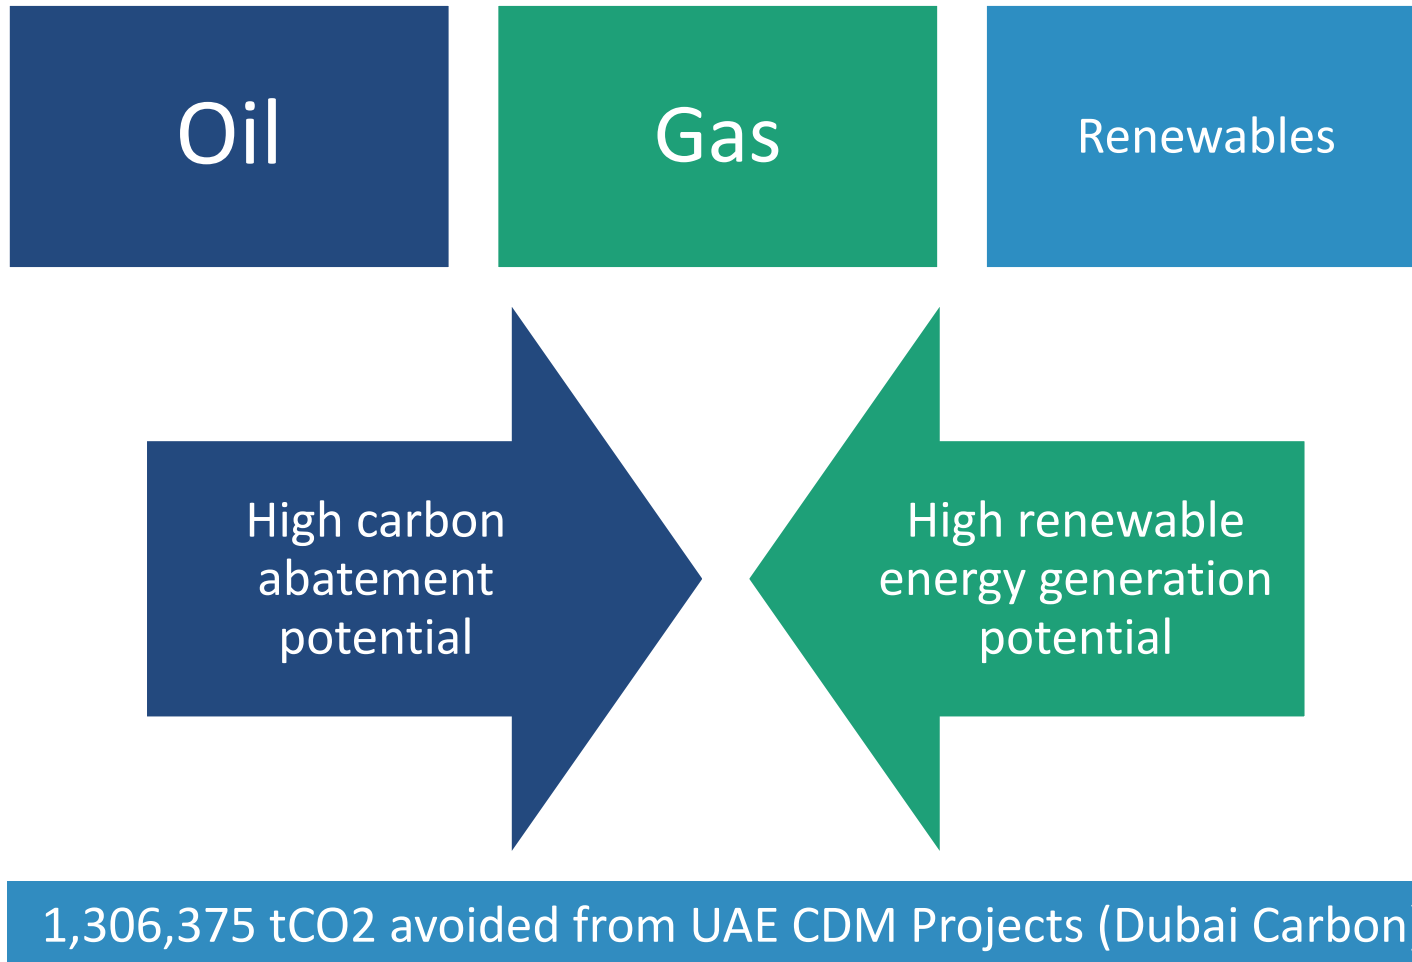 Oil
Gas
Renewables
High carbon
abatement
potential
High renewable
energy generation
potential
1,306,375 tCO2 avoided from UAE CDM Projects (Dubai Carbon)